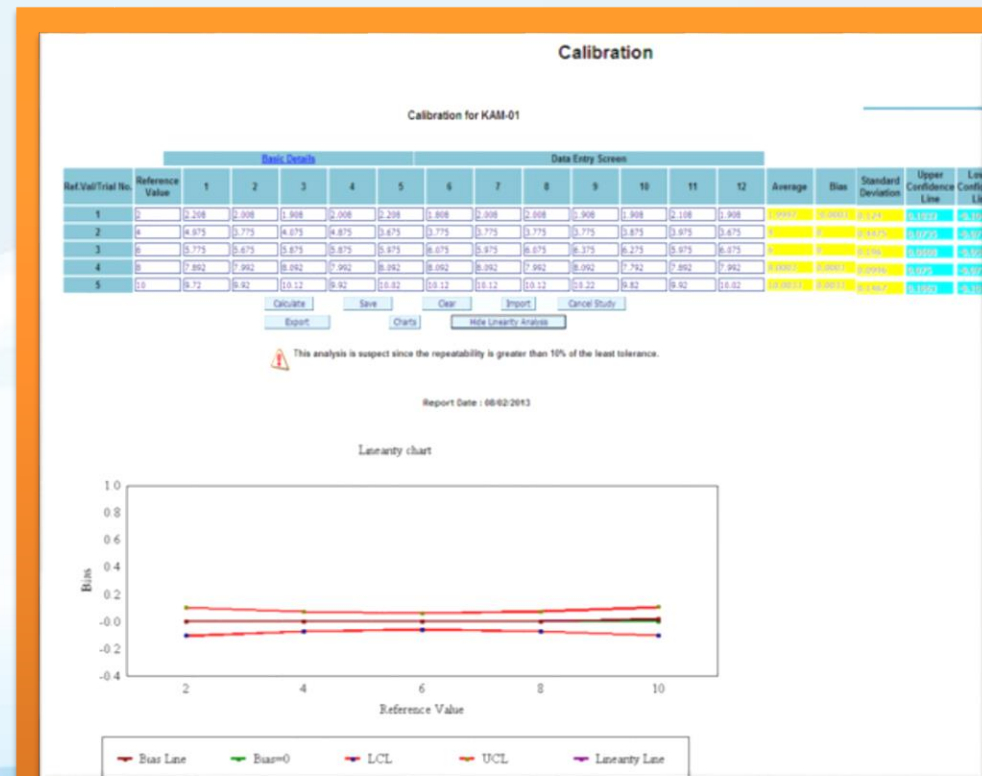 Calibration
Calibration for KAM-01
Basic Details Data Entry Screen
Ref.Val/Trial No. Reference Value 1 2 3 4 5 6 7 8 9 10 11 12 Average Bias Standard Deviation Upper Confidence Line
1 2 2.208 2.008 1.908 2.008 2.208 1.808 2.008 2.008 1.908 1.908 2.108 1.908
2 4 4.975 3.775 4.075 4.875 3.675 3.775 3.775 3.775 3.775 3.875 3.975 3.675
3 6 5.775 5.675 5.875 5.875 5.975 6.075 5.975 6.075 6.375 6.275 5.975 6.075
4 8 7.892 7.992 8.092 7.992 8.092 8.092 8.092 7.992 8.092 7.792 7.892 7.992
5 10 9.72 9.92 10.12 9.92 10.02 10.12 10.12 10.12 10.22 9.82 9.92 10.02
Calculate Save Clear Import Cancel Study
Export Charts Hide Linearity Analysis
This analysis is suspect since the repeatability is greater than 10% of the least tolerance.
Report Date : 08/02/2013
Linearity chart
1.0
0.8
0.6
0.4
0.2
-0.0
-0.2
-0.4
Bias
2 4 6 8 10
Reference Value
Bias Line Bias=0 LCL UCL Linearity Line